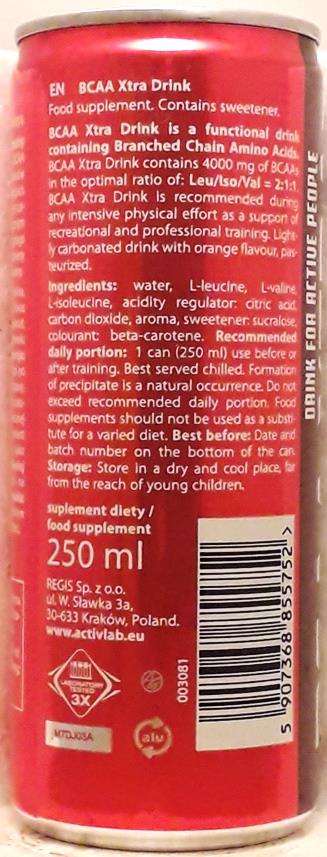 EN BCAA Xtra Drink
Food supplement. Contains sweetener.
BCAA Xtra Drink is a functional drink
containing Branched Chain Amino Acids.
BCAA Xtra Drink contains 4000 mg of BCAAs
in the optimal ratio of: Leu/Iso/Val = 2:1:1.
BCAA Xtra Drink is recommended during
any intensive physical effort as a support of
recreational and professional training. Light-
ly carbonated drink with orange flavour, pas-
teurized.
Ingredients: water, L-leucine, L-valine,
L-isoleucine, acidity regulator: citric acid,
carbon dioxide, aroma, sweetener: sucralose,
colourant: beta-carotene. Recommended
daily portion: 1 can (250 ml) use before or
after training. Best served chilled. Formation
of precipitate is a natural occurrence. Do not
exceed recommended daily portion. Food
supplements should not be used as a substi-
tute for a varied diet. Best before: Date and
batch number on the bottom of the can.
Storage: Store in a dry and cool place, far
from the reach of young children.
suplement diety /
food supplement
250 ml
REGIS Sp. z o.o.
ul. W. Sławka 3a,
30-633 Kraków, Poland.
www.activlab.eu
LABORATORY
TESTED
3X
M7DJ03A
alu
003081
5 907368 855752 >
DRINK FOR ACTIVE PEOPLE